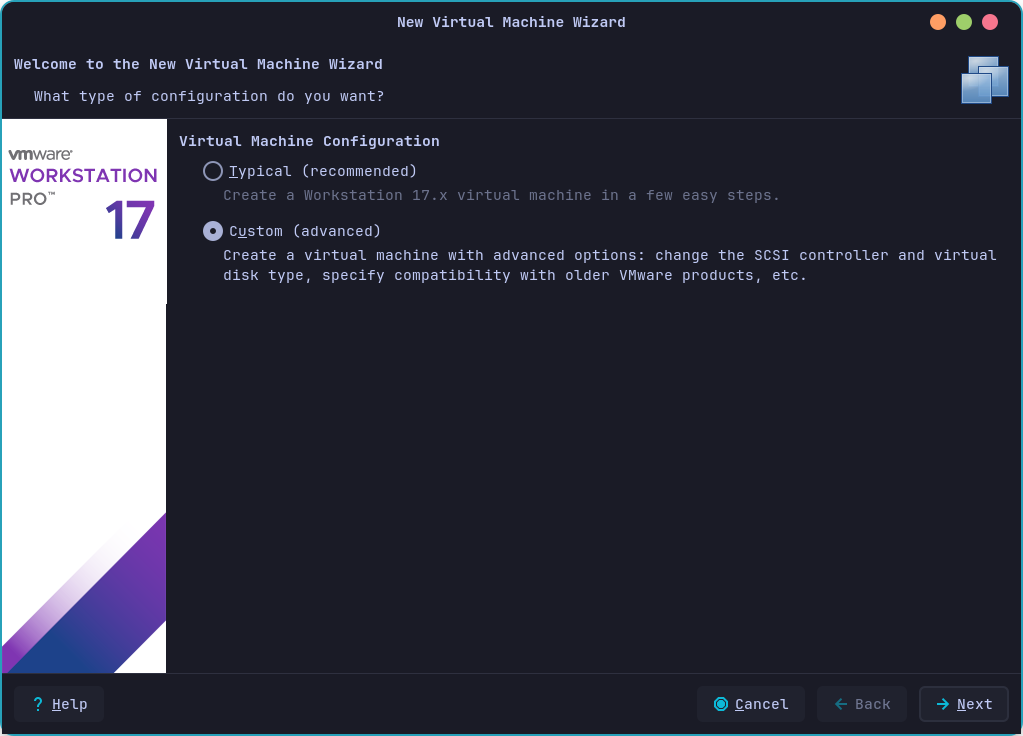 New Virtual Machine Wizard
Welcome to the New Virtual Machine Wizard
What type of configuration do you want?
vmware®
WORKSTATION
PRO™
17
Virtual Machine Configuration
Typical (recommended)
Create a Workstation 17.x virtual machine in a few easy steps.
Custom (advanced)
Create a virtual machine with advanced options: change the SCSI controller and virtual
disk type, specify compatibility with older VMware products, etc.
? Help
Cancel
Back
Next